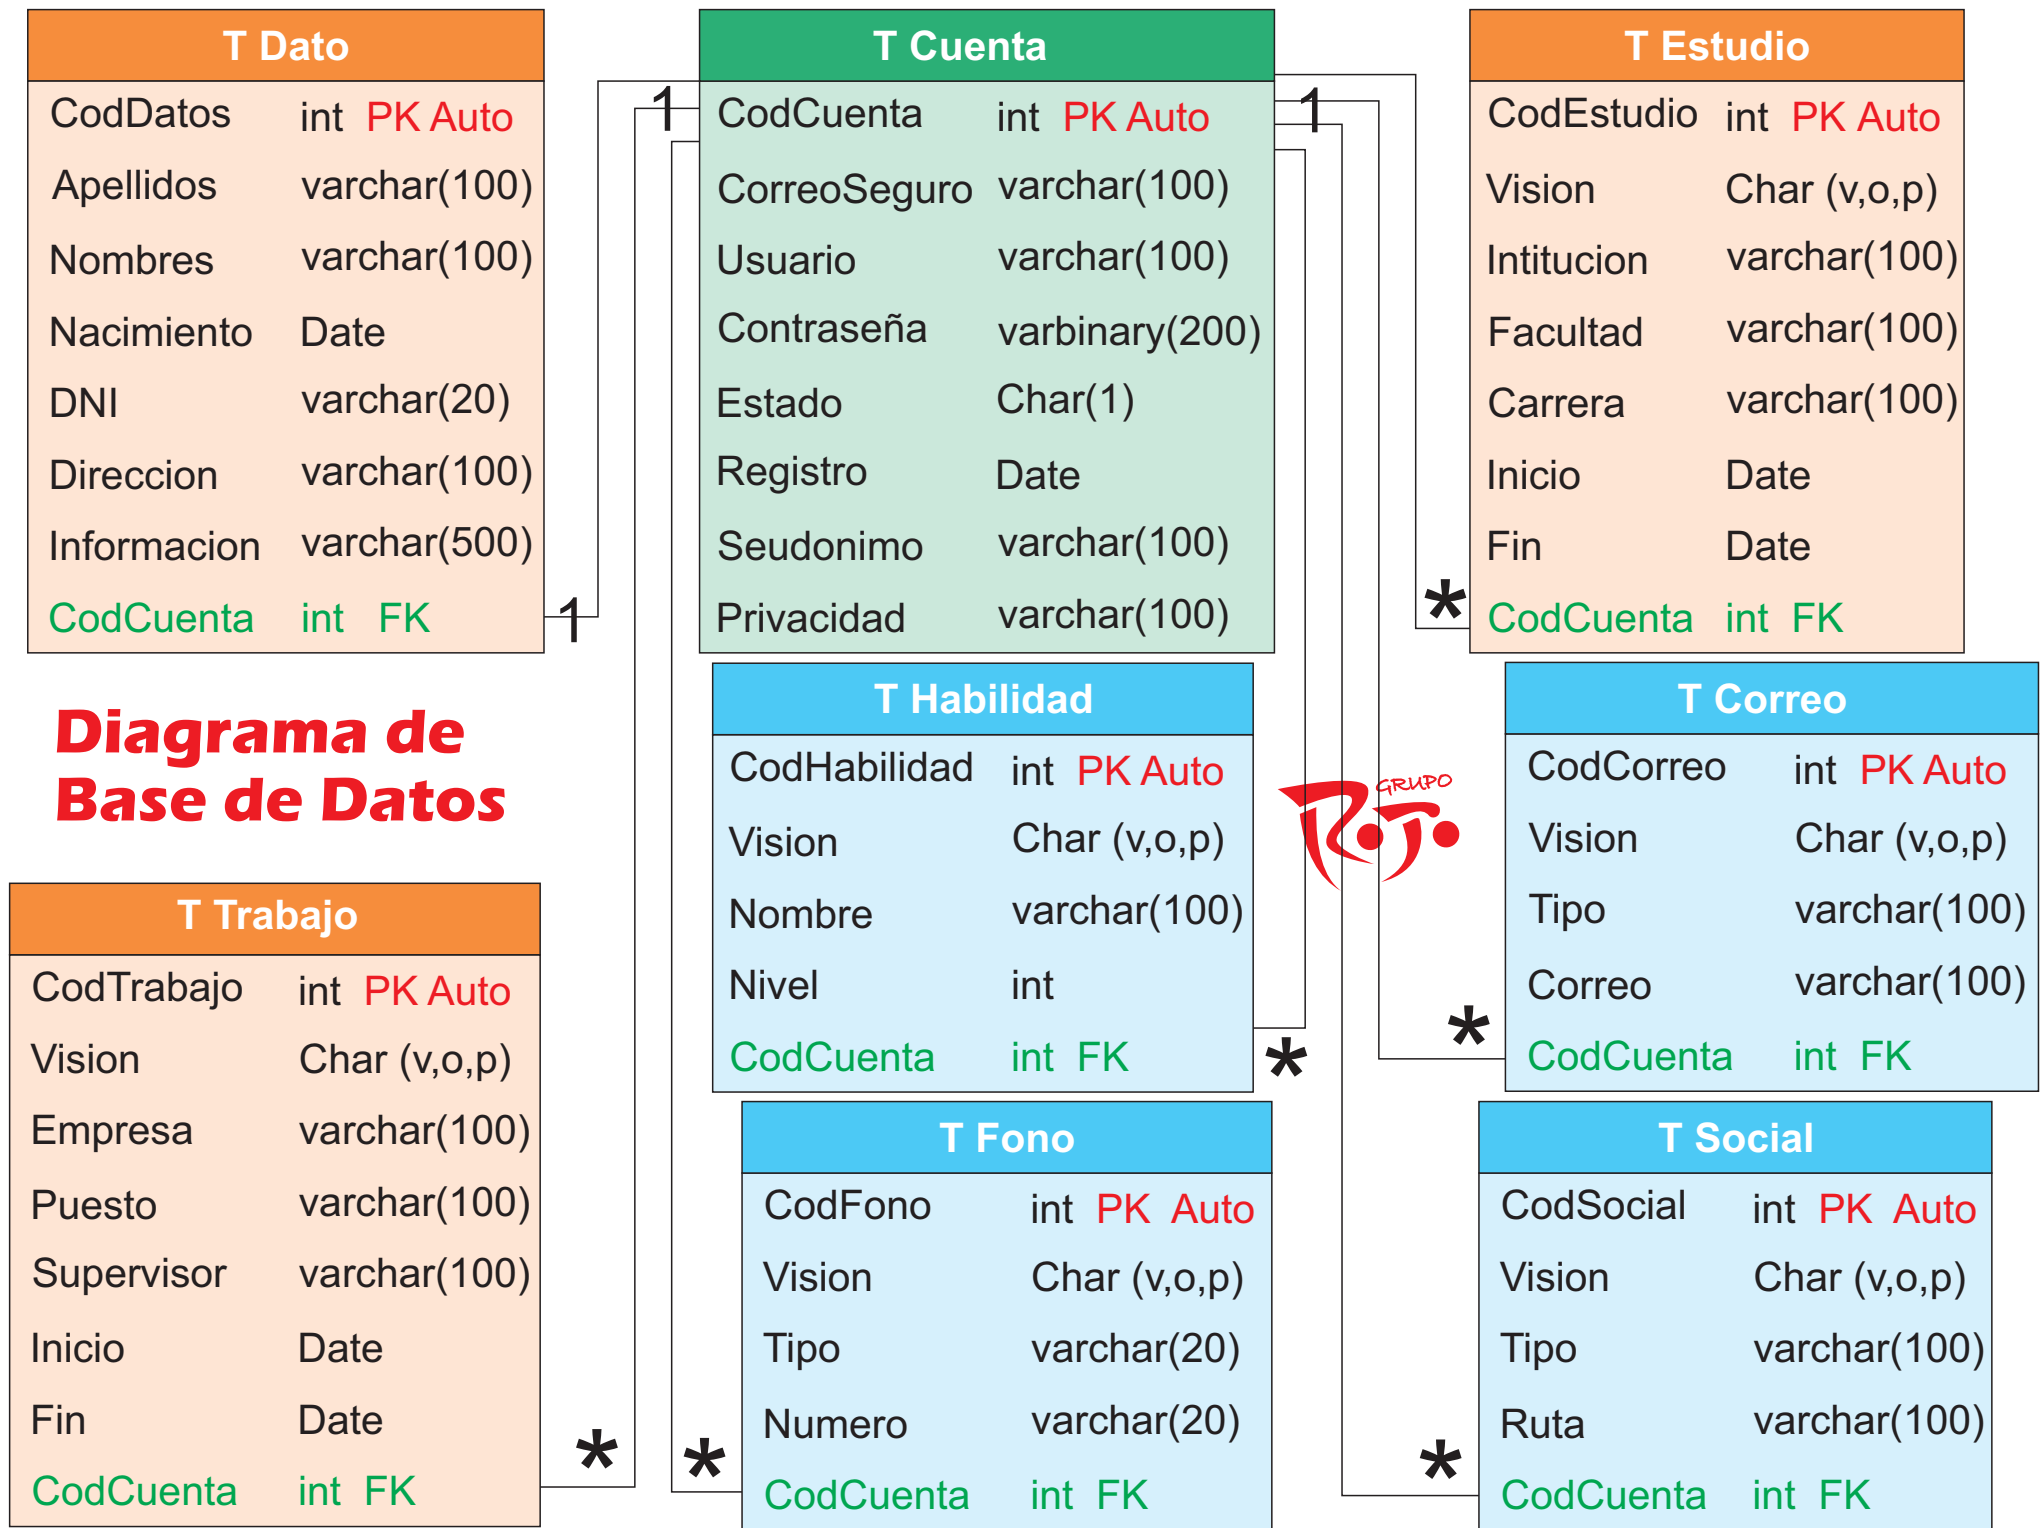 T Dato
CodDatos int PK Auto
Apellidos varchar(100)
Nombres varchar(100)
Nacimiento Date
DNI varchar(20)
Direccion varchar(100)
Informacion varchar(500)
CodCuenta int FK
1
T Cuenta
1 CodCuenta int PK Auto 1
CorreoSeguro varchar(100)
Usuario varchar(100)
Contraseña varbinary(200)
Estado Char(1)
Registro Date
Seudonimo varchar(100)
Privacidad varchar(100)
T Estudio
CodEstudio int PK Auto
Vision Char (v,o,p)
Intitucion varchar(100)
Facultad varchar(100)
Carrera varchar(100)
Inicio Date
Fin Date
* CodCuenta int FK
Diagrama de
Base de Datos
T Habilidad
CodHabilidad int PK Auto
Vision Char (v,o,p)
Nombre varchar(100)
Nivel int
CodCuenta int FK *
GRUPO
ROJO
T Correo
CodCorreo int PK Auto
Vision Char (v,o,p)
Tipo varchar(100)
Correo varchar(100)
* CodCuenta int FK
T Trabajo
CodTrabajo int PK Auto
Vision Char (v,o,p)
Empresa varchar(100)
Puesto varchar(100)
Supervisor varchar(100)
Inicio Date
Fin Date
CodCuenta int FK *
T Fono
CodFono int PK Auto
Vision Char (v,o,p)
Tipo varchar(20)
Numero varchar(20)
* CodCuenta int FK
T Social
CodSocial int PK Auto
Vision Char (v,o,p)
Tipo varchar(100)
Ruta varchar(100)
* CodCuenta int FK